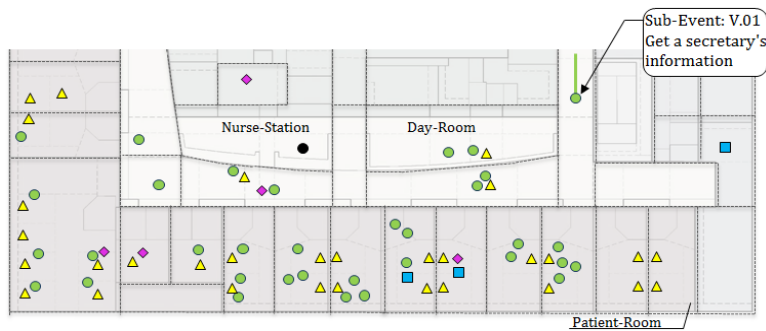 Sub-Event: V.01
Get a secretary's
information
Nurse-Station
Day-Room
Patient-Room